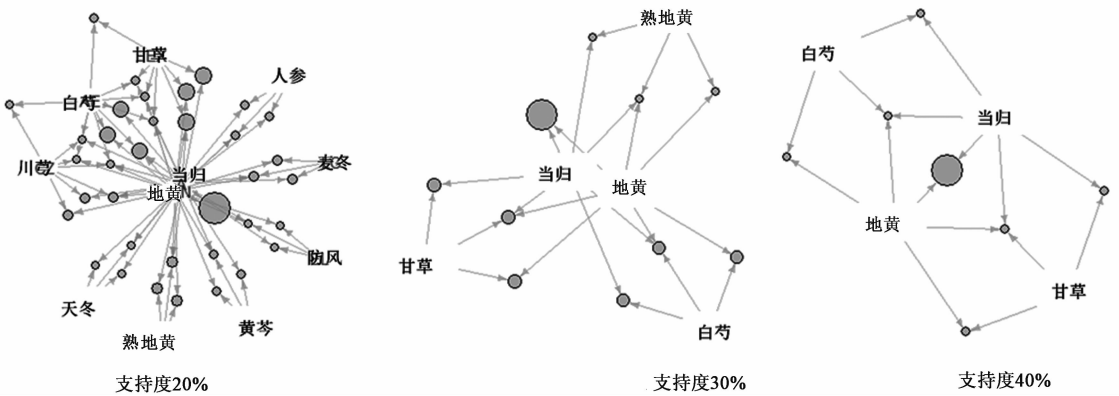 甘草
人参
白芍
川芎
当归
麦冬
地黄
防风
天冬
黄芩
熟地黄
支持度20%
熟地黄
当归
地黄
甘草
白芍
支持度30%
白芍
当归
地黄
甘草
支持度40%